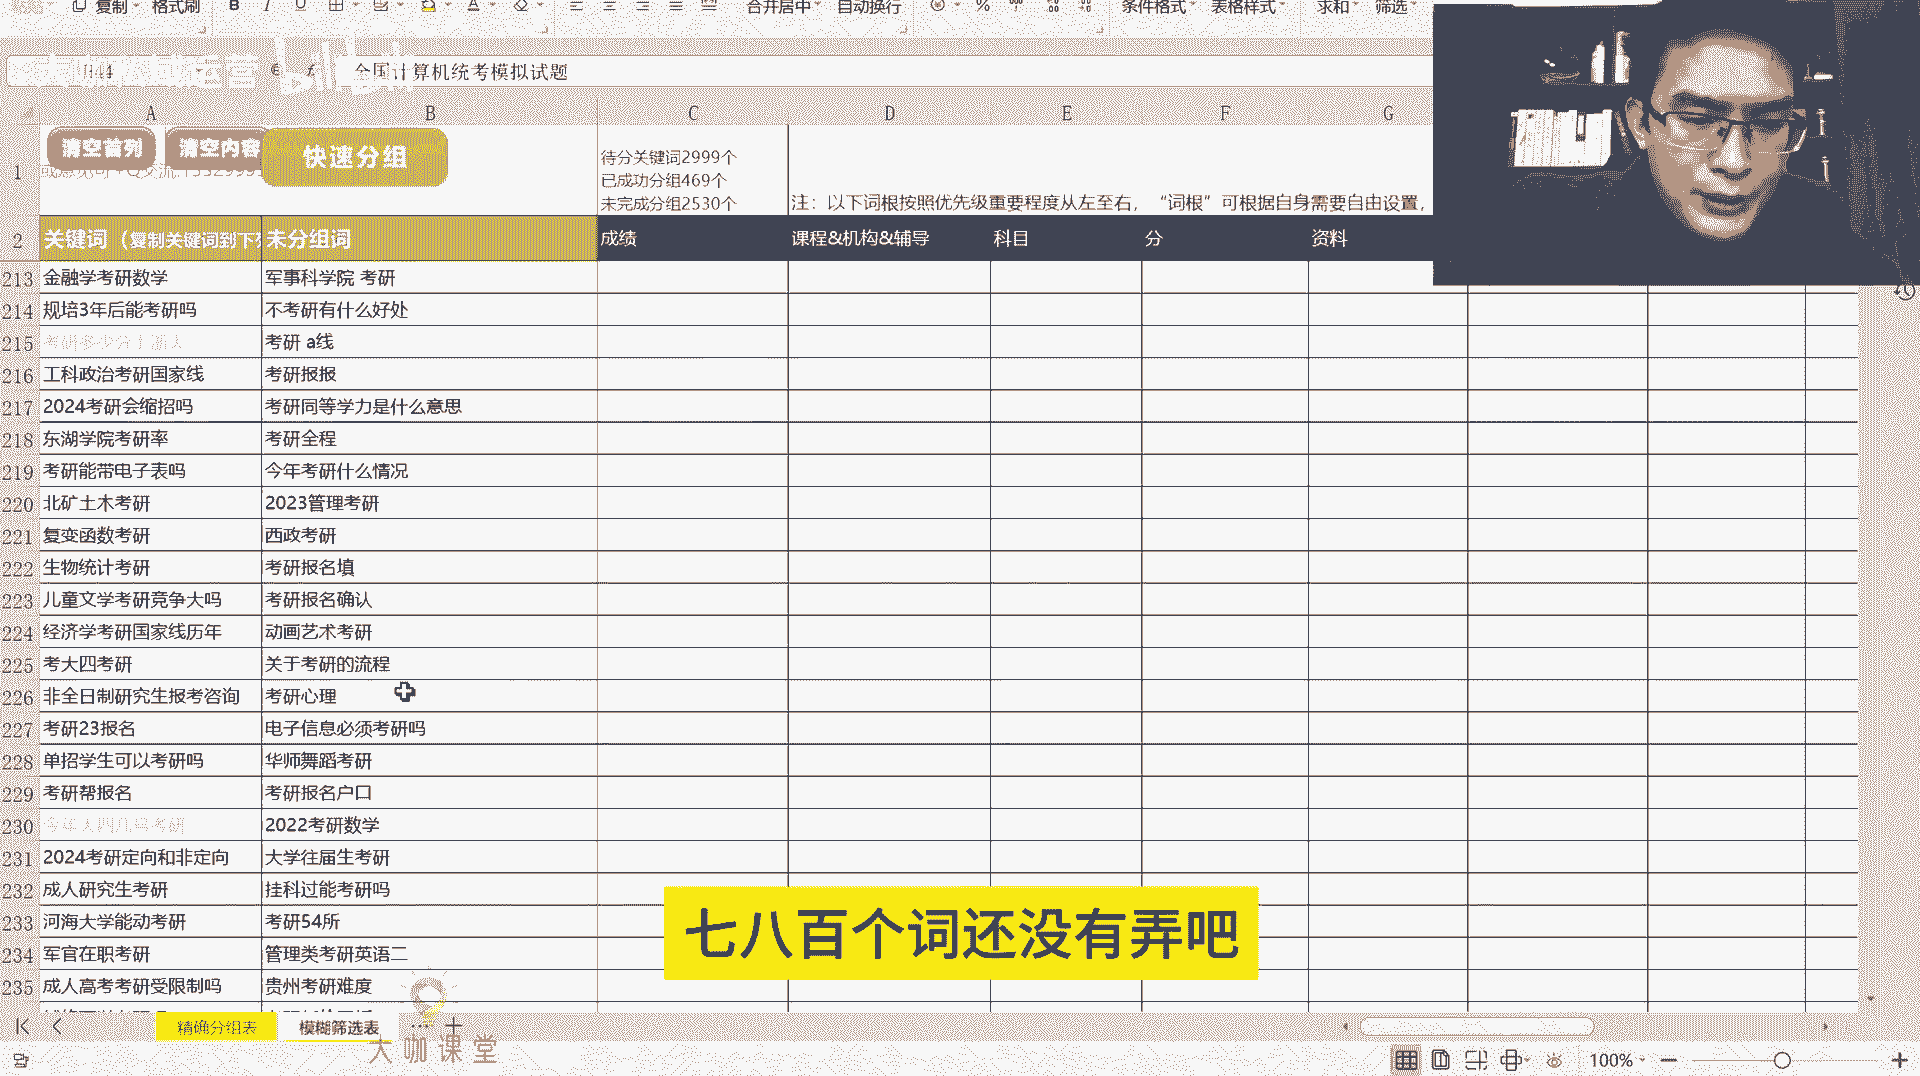 复制 格式刷 B I U 合并居中 自动换行 % 条件格式 表格样式 求和 筛选
全国计算机统考模拟试题
A B C D E F G
1 清空首列 清空内容 快速分组
待分关键词2999个
已成功分组469个
未完成分组2530个
注：以下词根按照优先级重要程度从左至右，“词根”可根据自身需要自由设置，
2 关键词（复制关键词到下 未分组词 成绩 课程&机构&辅导 科目 分 资料
213 金融学考研数学 军事科学院 考研
214 规培3年后能考研吗 不考研有什么好处
215 考研 a线
216 工科政治考研国家线 考研报报
217 2024考研会缩招吗 考研同等学力是什么意思
218 东湖学院考研率 考研全程
219 考研能带电子表吗 今年考研什么情况
220 北矿土木考研 2023管理考研
221 复变函数考研 西政考研
222 生物统计考研 考研报名填
223 儿童文学考研竞争大吗 考研报名确认
224 经济学考研国家线历年 动画艺术考研
225 考大四考研 关于考研的流程
226 非全日制研究生报考咨询 考研心理
227 考研23报名 电子信息必须考研吗
228 单招学生可以考研吗 华师舞蹈考研
229 考研帮报名 考研报名户口
230 2022考研数学
231 2024考研定向和非定向 大学往届生考研
232 成人研究生考研 挂科过能考研吗
233 河海大学能动考研 考研54所
234 军官在职考研 管理类考研英语二
235 成人高考考研受限制吗 贵州考研难度
七八百个词还没有弄吧
精确分组表 模糊筛选表
大咖课堂
100%